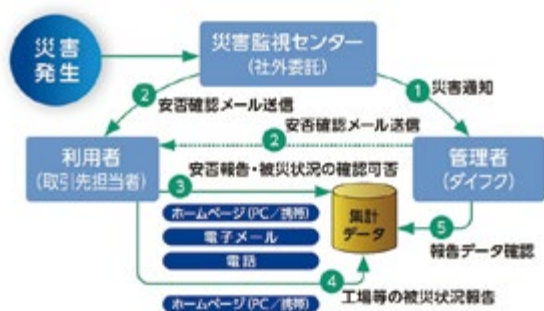 災害
発生
災害監視センター
(社外委託)
2
安否確認メール送信
1
災害通知
安否確認メール送信
2
利用者
(取引先担当者)
管理者
(ダイフク)
安否報告・被災状況の確認可否
3
ホームページ(PC/携帯)
電子メール
電話
集計
データ
5
報告データ確認
4
工場等の被災状況報告
ホームページ(PC/携帯)